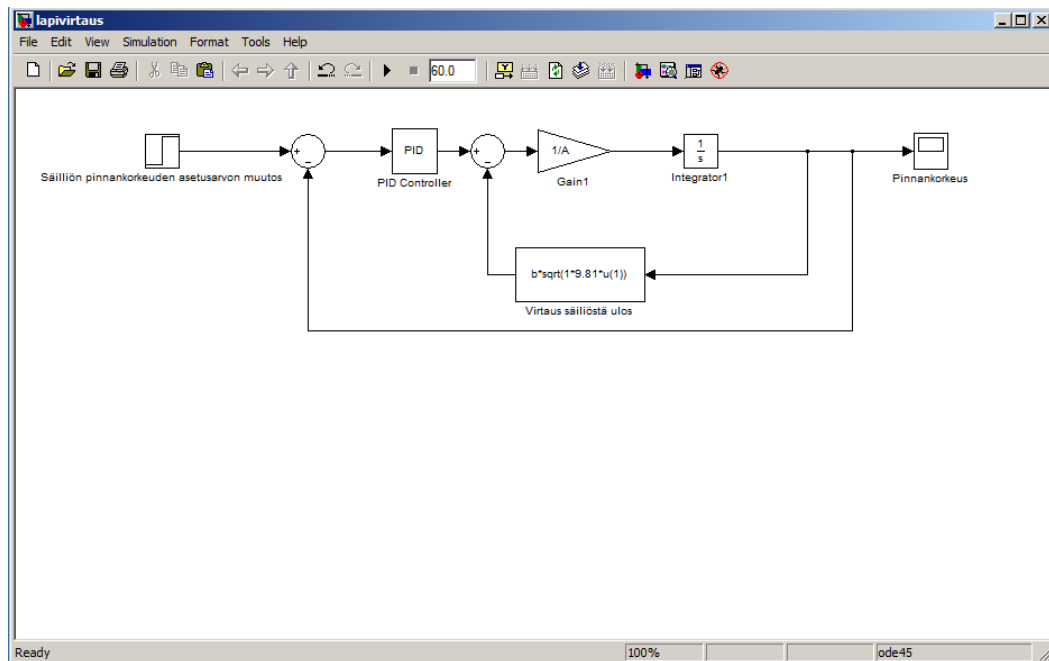 lapivirtaus
File Edit View Simulation Format Tools Help
60.0
Säiliön pinnankorkeuden asetusarvon muutos
+
−
PID
PID Controller
+
−
1/A
Gain1
1
s
Integrator1
Pinnankorkeus
b*sqrt(1*9.81*u(1))
Virtaus säiliöstä ulos
Ready 100% ode45